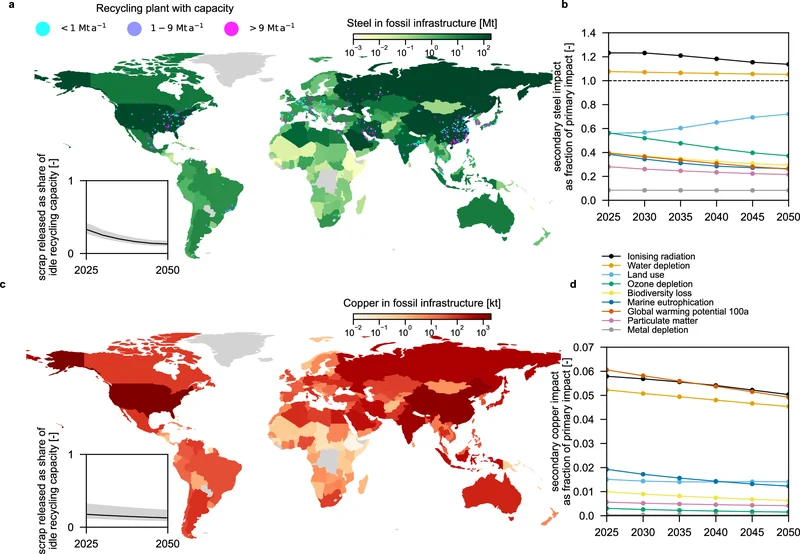 a
Recycling plant with capacity
<1 Mta⁻¹
1−9 Mta⁻¹
>9 Mta⁻¹
Steel in fossil infrastructure [Mt]
10⁻³
10⁻²
10⁻¹
10⁰
10¹
10²
scrap released as share of
idle recycling capacity [-]
1
0
2025
2050
b
secondary steel impact
as fraction of primary impact [-]
1.4
1.2
1.0
0.8
0.6
0.4
0.2
0.0
2025
2030
2035
2040
2045
2050
Ionising radiation
Water depletion
Land use
Ozone depletion
Biodiversity loss
Marine eutrophication
Global warming potential 100a
Particulate matter
Metal depletion
c
Copper in fossil infrastructure [kt]
10⁻²
10⁻¹
10⁰
10¹
10²
10³
scrap released as share of
idle recycling capacity [-]
1
0
2025
2050
d
secondary copper impact
as fraction of primary impact [-]
0.07
0.06
0.05
0.04
0.03
0.02
0.01
0.00
2025
2030
2035
2040
2045
2050